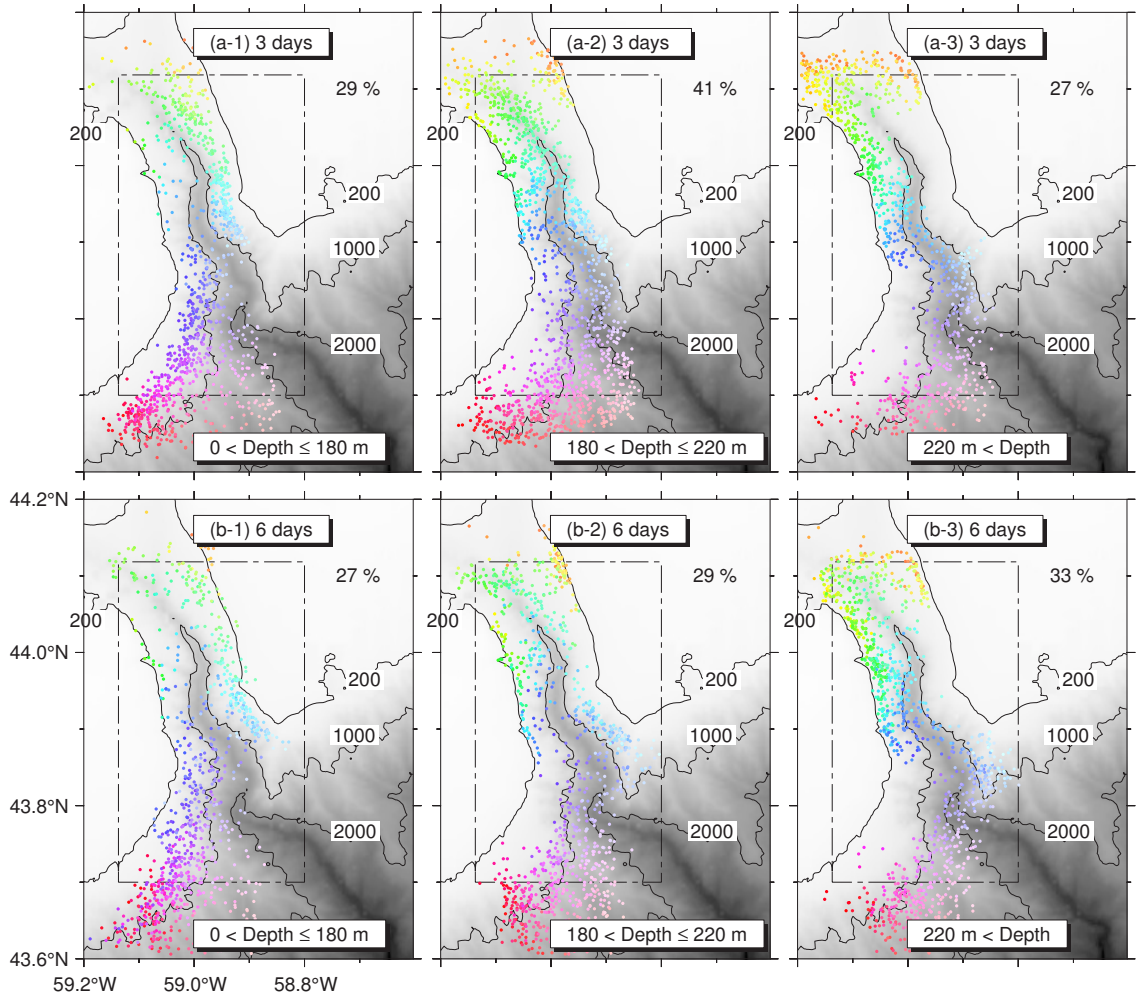 (a-1) 3 days
29 %
200
200
1000
2000
0 < Depth ≤ 180 m
(a-2) 3 days
41 %
200
200
1000
2000
180 < Depth ≤ 220 m
(a-3) 3 days
27 %
200
200
1000
2000
220 m < Depth
44.2°N
44.0°N
43.8°N
43.6°N
(b-1) 6 days
27 %
200
200
1000
2000
0 < Depth ≤ 180 m
(b-2) 6 days
29 %
200
200
1000
2000
180 < Depth ≤ 220 m
(b-3) 6 days
33 %
200
200
1000
2000
220 m < Depth
59.2°W
59.0°W
58.8°W